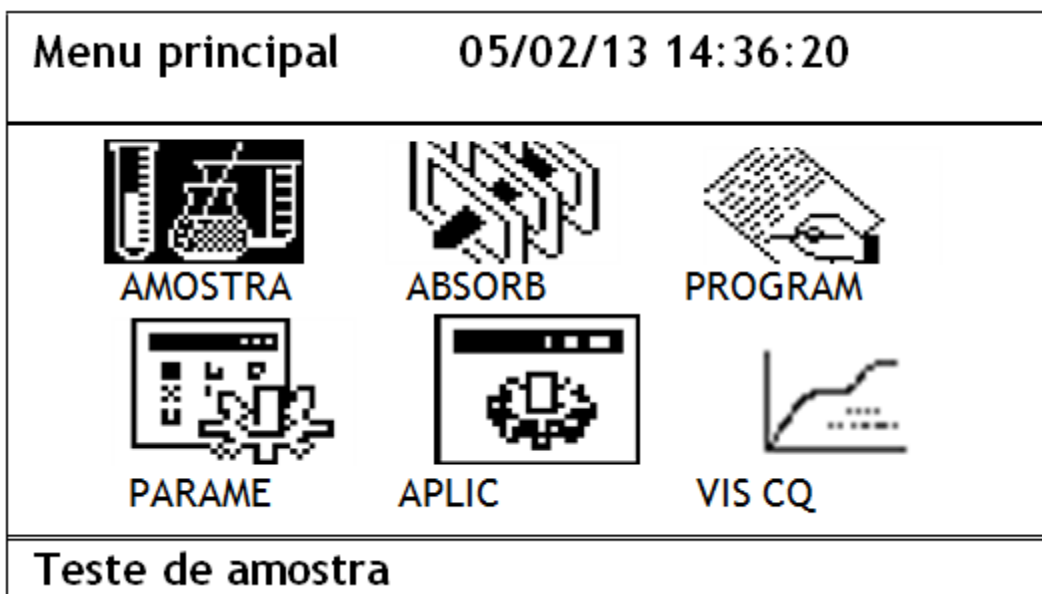 Menu principal 05/02/13 14:36:20
AMOSTRA ABSORB PROGRAM
PARAME APLIC VIS CQ
Teste de amostra